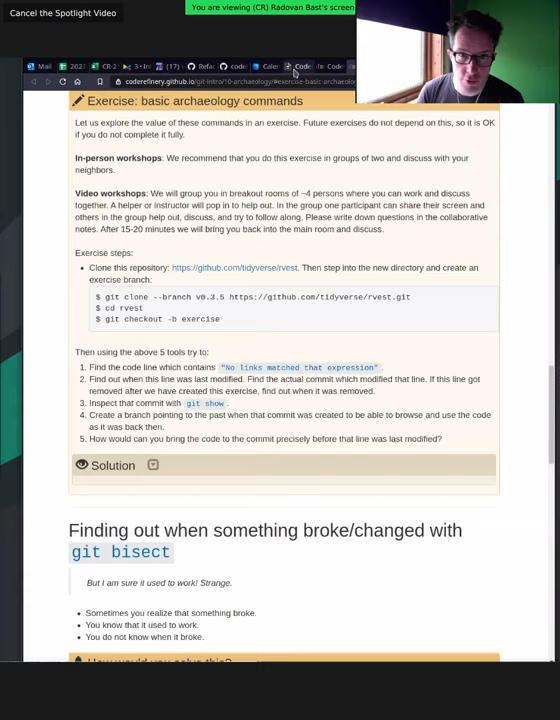 Cancel the Spotlight Video
You are viewing (CR) Radovan Bast's screen
Mail
coderefinery.github.io/git-intro/10-archaeology/#exercise-basic-archaeology
Exercise: basic archaeology commands
Let us explore the value of these commands in an exercise. Future exercises do not depend on this, so it is OK
if you do not complete it fully.
In-person workshops: We recommend that you do this exercise in groups of two and discuss with your
neighbors.
Video workshops: We will group you in breakout rooms of ~4 persons where you can work and discuss
together. A helper or instructor will pop in to help out. In the group one participant can share their screen and
others in the group help out, discuss, and try to follow along. Please write down questions in the collaborative
notes. After 15-20 minutes we will bring you back into the main room and discuss.
Exercise steps:
• Clone this repository: https://github.com/tidyverse/rvest. Then step into the new directory and create an
exercise branch:
$ git clone --branch v0.3.5 https://github.com/tidyverse/rvest.git
$ cd rvest
$ git checkout -b exercise
Then using the above 5 tools try to:
1. Find the code line which contains "No links matched that expression".
2. Find out when this line was last modified. Find the actual commit which modified that line. If this line got
removed after we have created this exercise, find out when it was removed.
3. Inspect that commit with git show.
4. Create a branch pointing to the past when that commit was created to be able to browse and use the code
as it was back then.
5. How could you bring the code to the commit precisely before that line was last modified?
Solution
Finding out when something broke/changed with
git bisect
But I am sure it used to work! Strange.
• Sometimes you realize that something broke.
• You know that it used to work.
• You do not know when it broke.
How would you solve this?